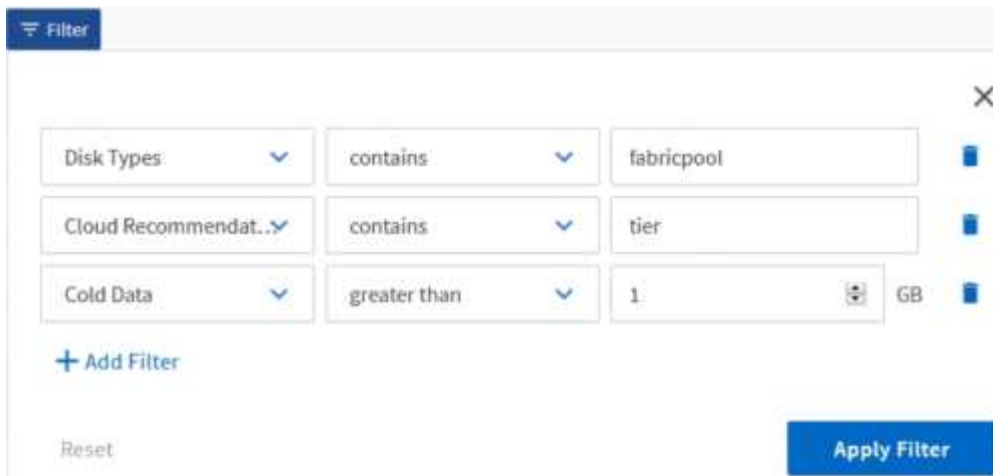 Filter
Disk Types contains fabricpool
Cloud Recommendat... contains tier
Cold Data greater than 1 GB
+ Add Filter
Reset Apply Filter